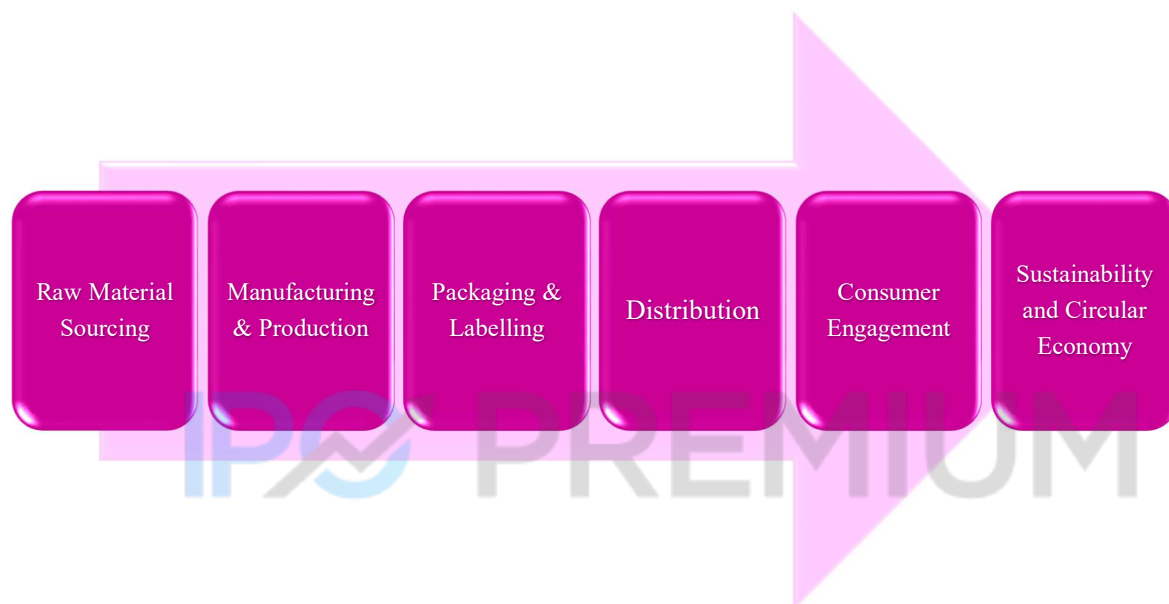 Raw Material
Sourcing
Manufacturing
& Production
Packaging &
Labelling
Distribution
Consumer
Engagement
Sustainability
and Circular
Economy
IPO PREMIUM